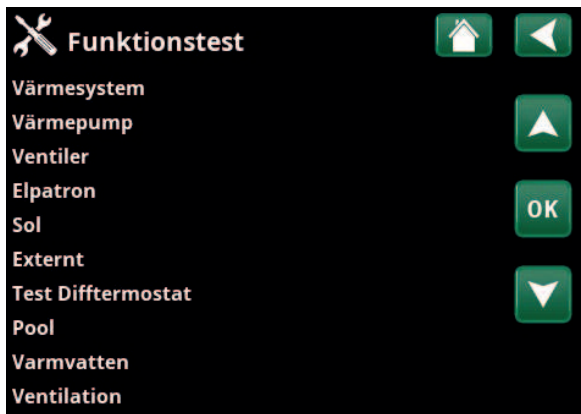 Funktionstest
Värmesystem
Värmepump
Ventiler
Elpatron
Sol
OK
Externt
Test Difftermostat
Pool
Varmvatten
Ventilation